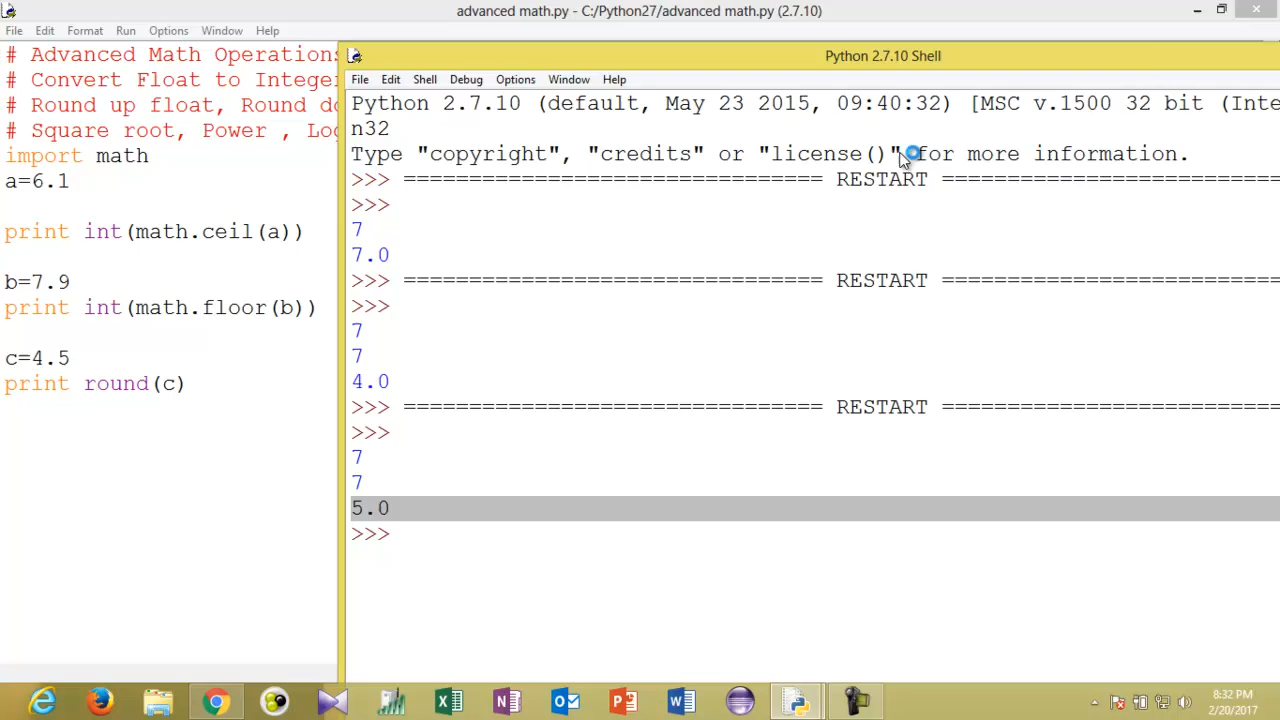 advanced math.py - C:/Python27/advanced math.py (2.7.10)
File Edit Format Run Options Window Help
# Advanced Math Operations
# Convert Float to Integer
# Round up float, Round do
# Square root, Power , Lo
import math
a=6.1
print int(math.ceil(a))
b=7.9
print int(math.floor(b))
c=4.5
print round(c)
Python 2.7.10 Shell
File Edit Shell Debug Options Window Help
Python 2.7.10 (default, May 23 2015, 09:40:32) [MSC v.1500 32 bit (Inte
n32
Type "copyright", "credits" or "license()" for more information.
>>> ================================ RESTART ==========================
>>>
7
7.0
>>> ================================ RESTART ==========================
>>>
7
7
4.0
>>> ================================ RESTART ==========================
>>>
7
7
5.0
>>>
8:32 PM
2/20/2017